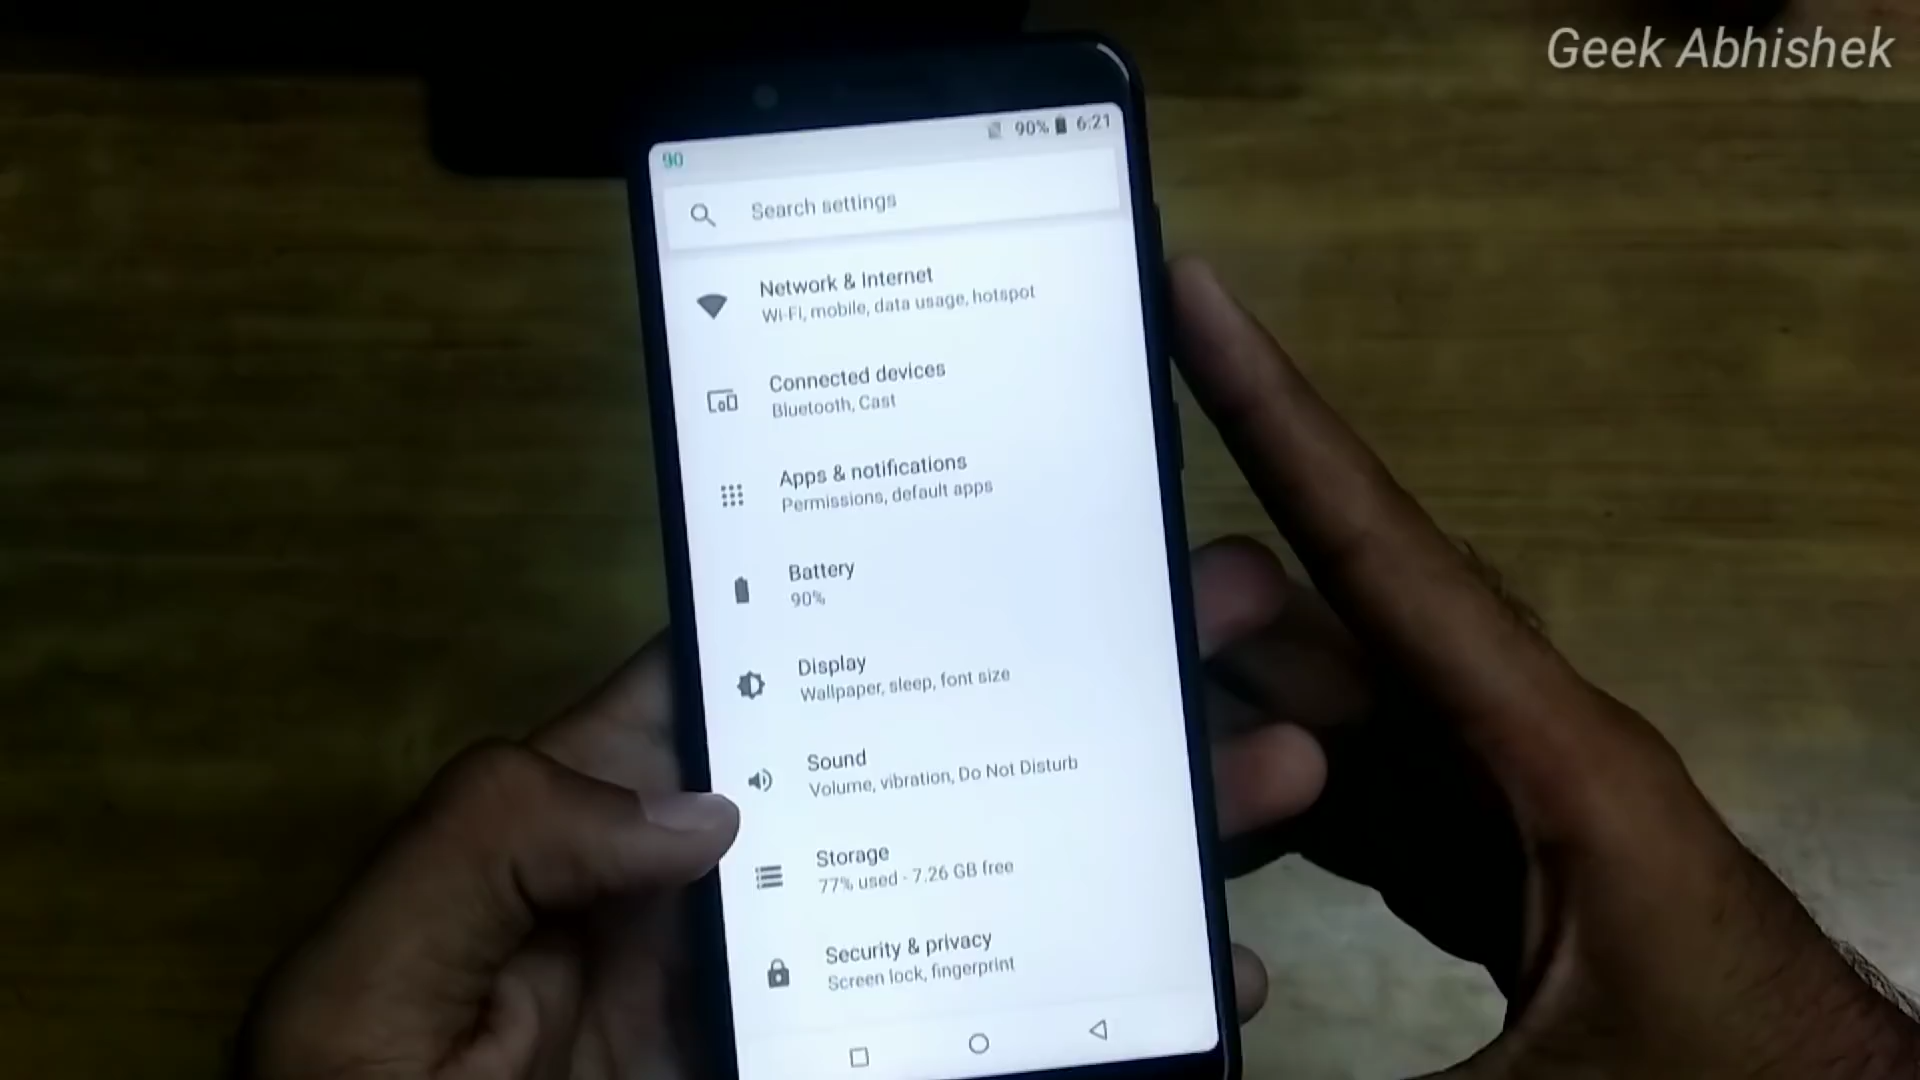 Geek Abhishek
90% 6:21
90
Search settings
Network & Internet
Wi-Fi, mobile, data usage, hotspot
Connected devices
Bluetooth, Cast
Apps & notifications
Permissions, default apps
Battery
90%
Display
Wallpaper, sleep, font size
Sound
Volume, vibration, Do Not Disturb
Storage
77% used - 7.26 GB free
Security & privacy
Screen lock, fingerprint